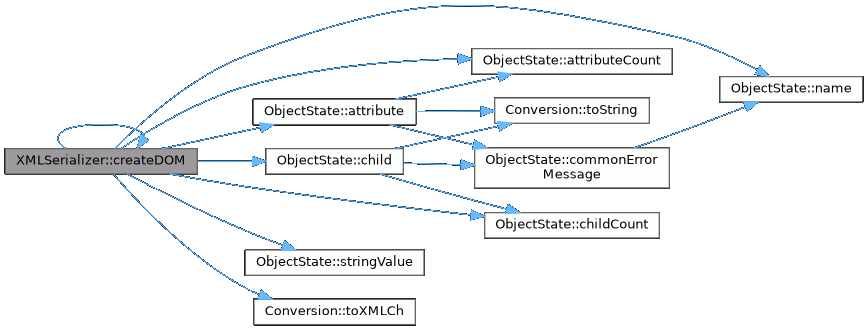 XMLSerializer::createDOM
ObjectState::attribute
ObjectState::child
ObjectState::stringValue
Conversion::toXMLCh
ObjectState::attributeCount
Conversion::toString
ObjectState::commonError
Message
ObjectState::childCount
ObjectState::name